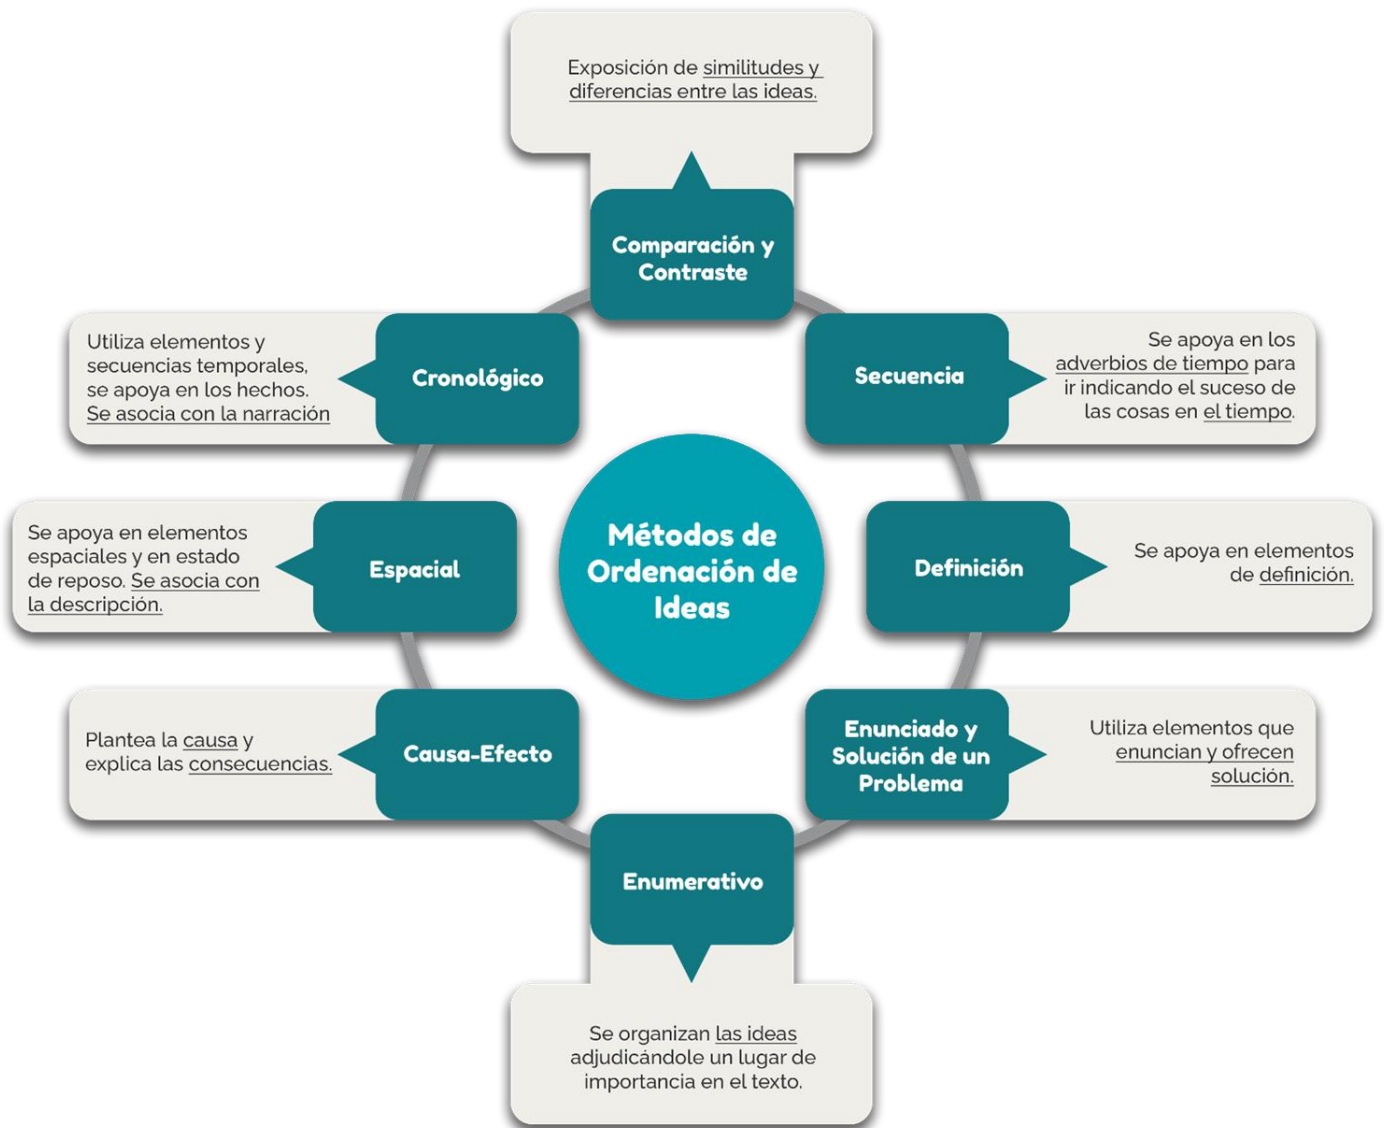 Exposición de similitudes y
diferencias entre las ideas.
Comparación y
Contraste
Utiliza elementos y
secuencias temporales,
se apoya en los hechos.
Se asocia con la narración
Cronológico
Secuencia
Se apoya en los
adverbios de tiempo para
ir indicando el suceso de
las cosas en el tiempo.
Se apoya en elementos
espaciales y en estado
de reposo. Se asocia con
la descripción.
Espacial
Métodos de
Ordenación de
Ideas
Definición
Se apoya en elementos
de definición.
Plantea la causa y
explica las consecuencias.
Causa-Efecto
Enunciado y
Solución de un
Problema
Utiliza elementos que
enuncian y ofrecen
solución.
Enumerativo
Se organizan las ideas
adjudicándole un lugar de
importancia en el texto.